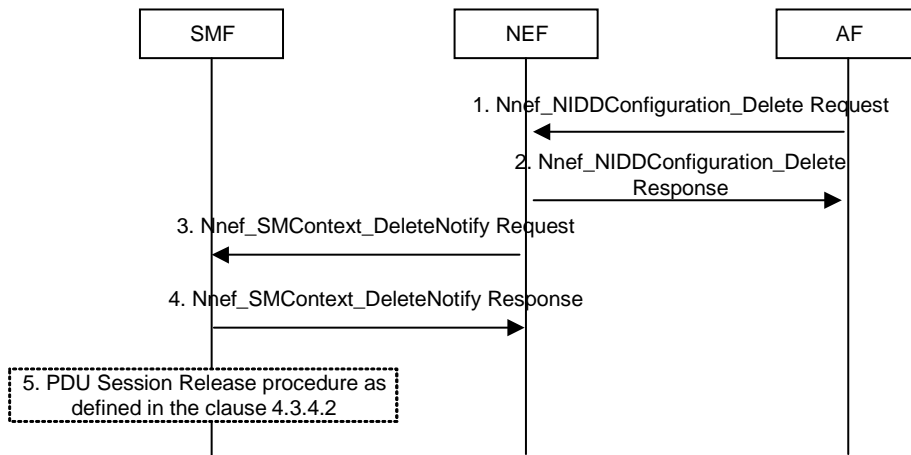 SMF
NEF
AF
1. Nnef_NIDDConfiguration_Delete Request
2. Nnef_NIDDConfiguration_Delete
Response
3. Nnef_SMContext_DeleteNotify Request
4. Nnef_SMContext_DeleteNotify Response
5. PDU Session Release procedure as
defined in the clause 4.3.4.2